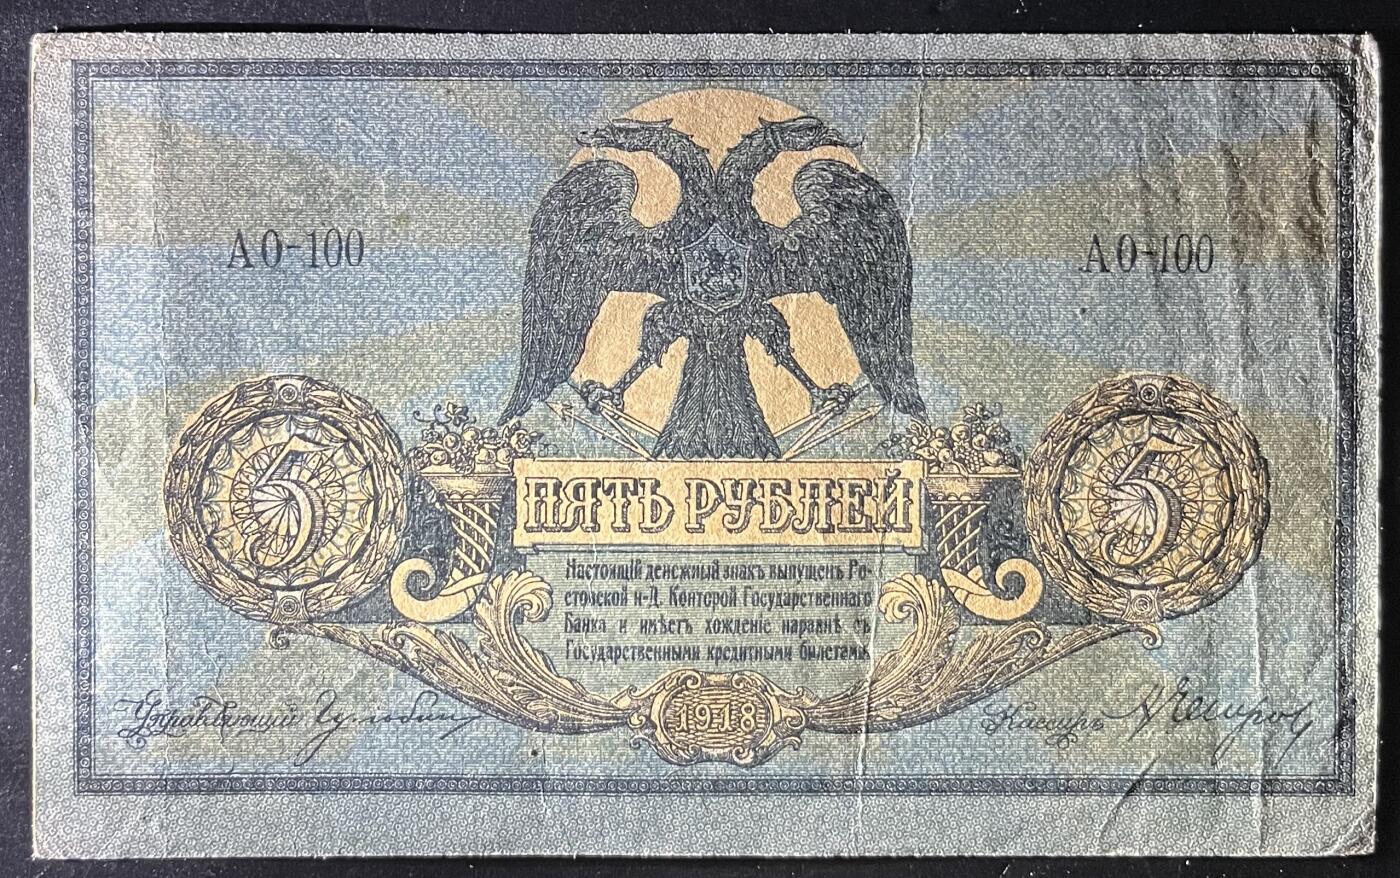 АО-100 АО-100
5 5
ПЯТЬ РУБЛЕЙ
Настоящій денежный знакъ выпущенъ Ро-
стовской н-Д. Конторой Государственнаго
Банка и имѣетъ хожденіе наравнѣ съ
Государственными кредитными билетами.
Управляющій Кассиръ
1918